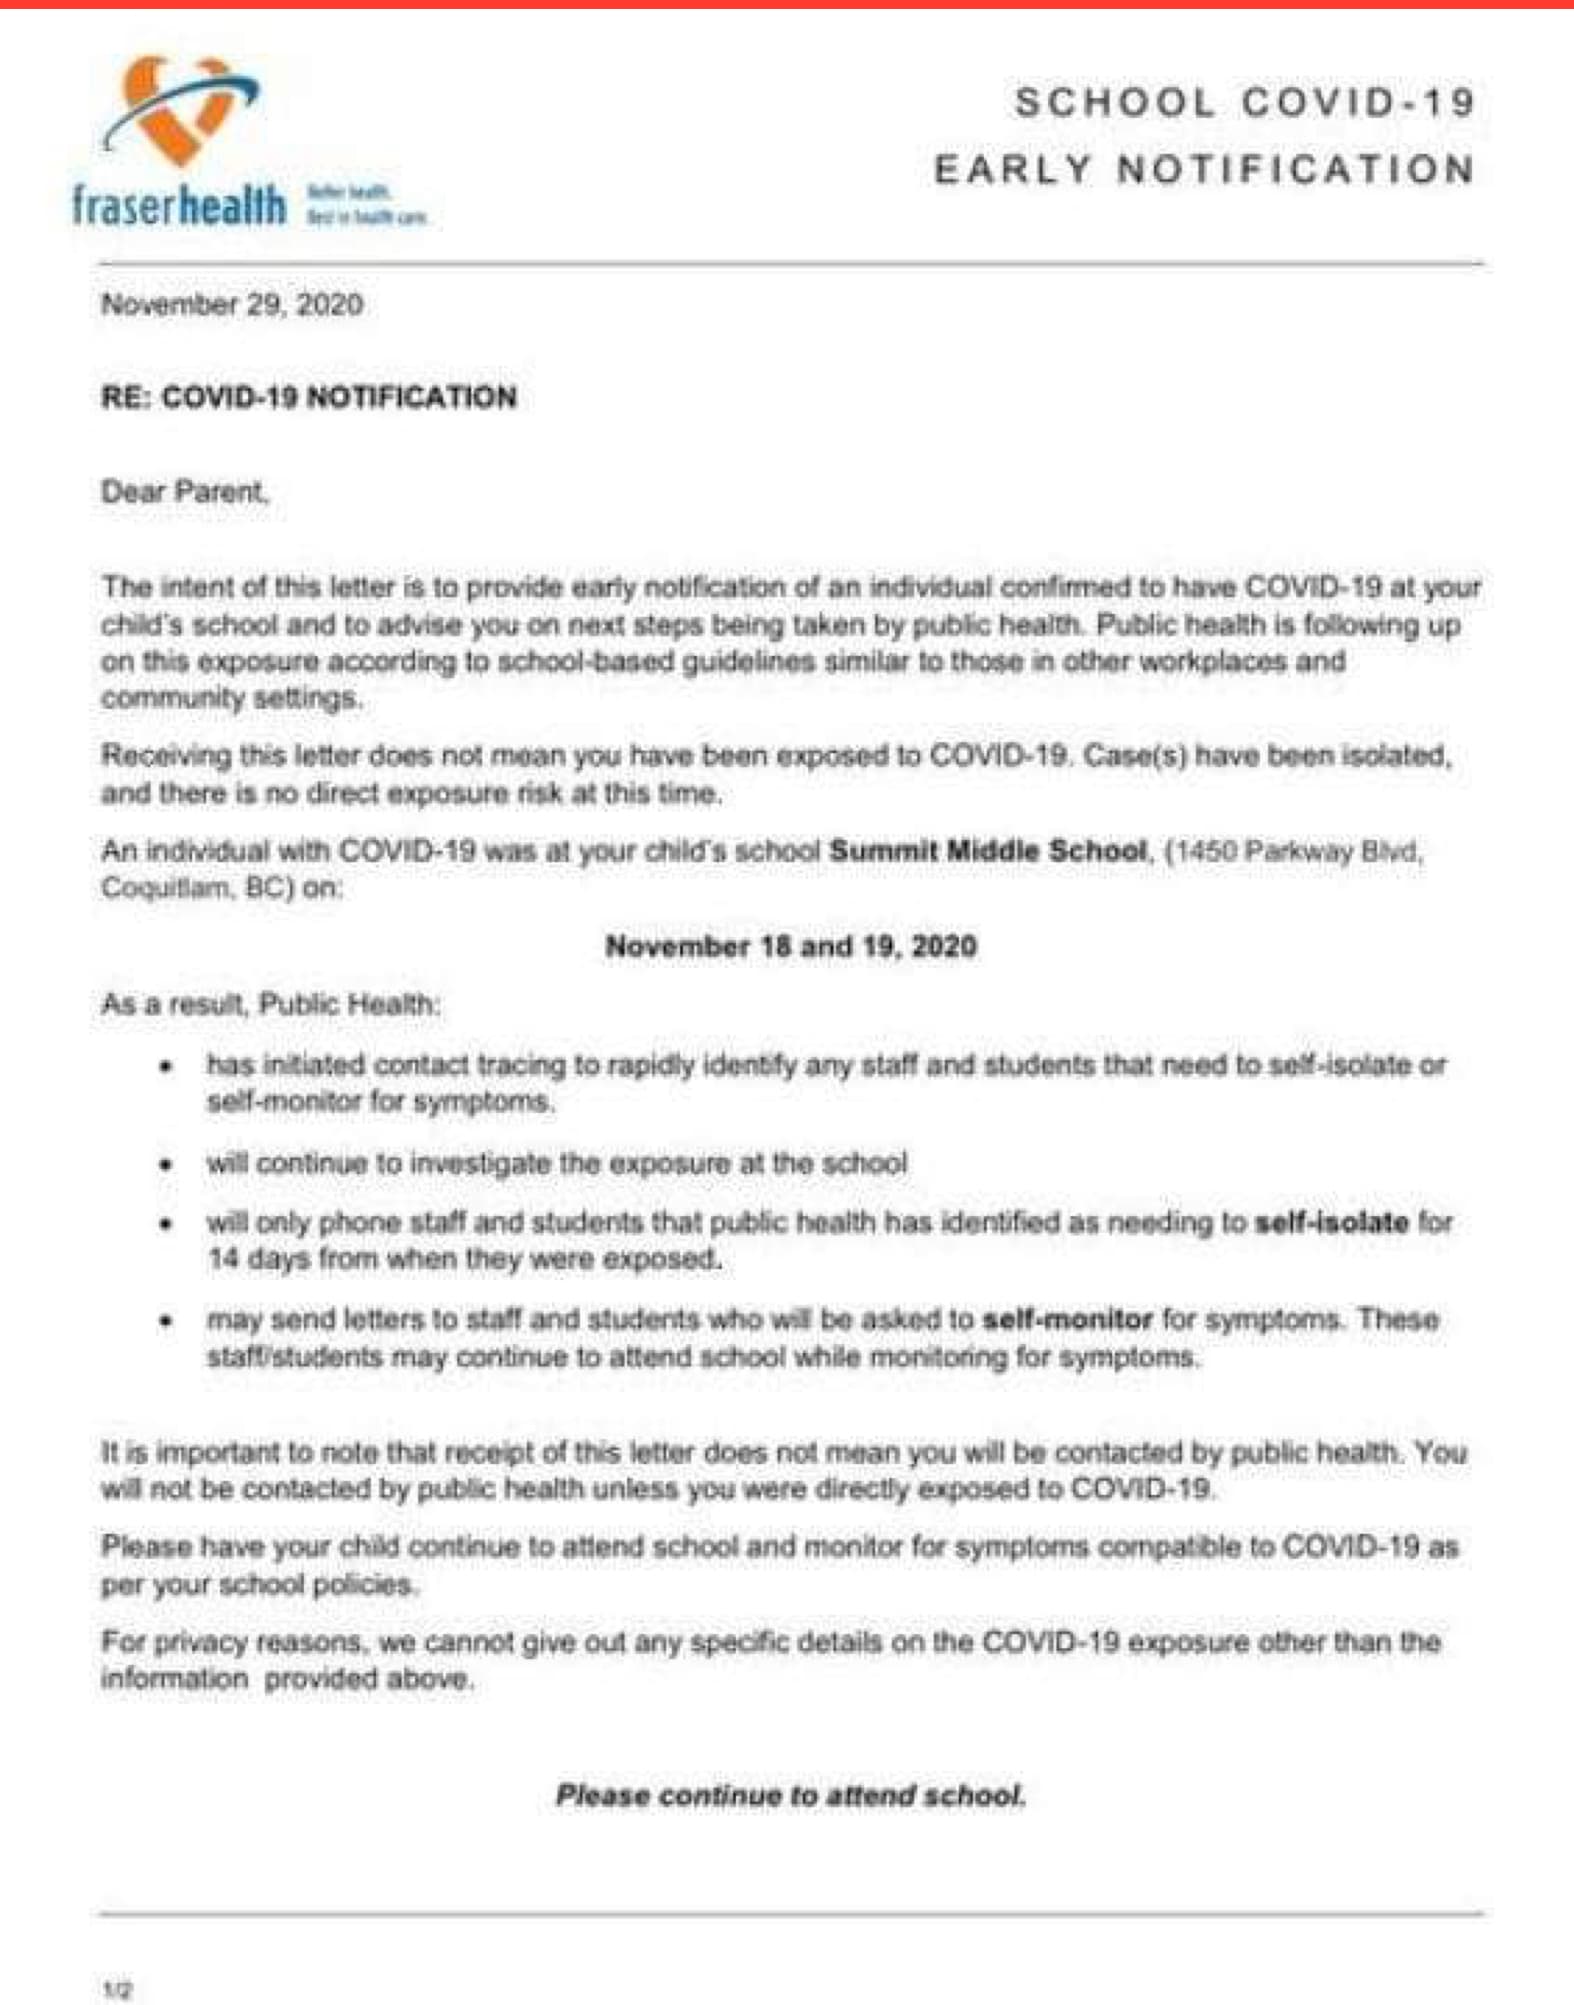 SCHOOL COVID-19
EARLY NOTIFICATION
fraserhealth
Better health.
Best in health care.
November 29, 2020
RE: COVID-19 NOTIFICATION
Dear Parent,
The intent of this letter is to provide early notification of an individual confirmed to have COVID-19 at your
child's school and to advise you on next steps being taken by public health. Public health is following up
on this exposure according to school-based guidelines similar to those in other workplaces and
community settings.
Receiving this letter does not mean you have been exposed to COVID-19. Case(s) have been isolated,
and there is no direct exposure risk at this time.
An individual with COVID-19 was at your child's school Summit Middle School, (1450 Parkway Blvd,
Coquitlam, BC) on:
November 18 and 19, 2020
As a result, Public Health:
• has initiated contact tracing to rapidly identify any staff and students that need to self-isolate or
self-monitor for symptoms.
• will continue to investigate the exposure at the school
• will only phone staff and students that public health has identified as needing to self-isolate for
14 days from when they were exposed.
• may send letters to staff and students who will be asked to self-monitor for symptoms. These
staff/students may continue to attend school while monitoring for symptoms.
It is important to note that receipt of this letter does not mean you will be contacted by public health. You
will not be contacted by public health unless you were directly exposed to COVID-19.
Please have your child continue to attend school and monitor for symptoms compatible to COVID-19 as
per your school policies.
For privacy reasons, we cannot give out any specific details on the COVID-19 exposure other than the
information provided above.
Please continue to attend school.
1/2